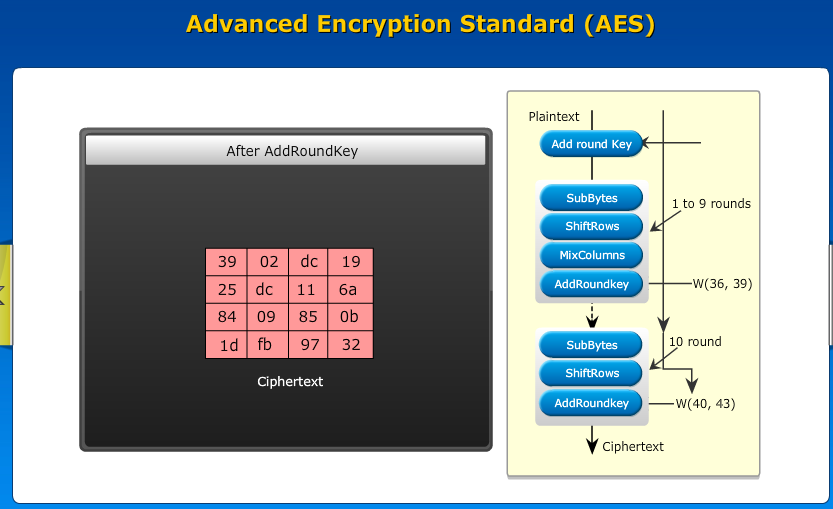 Advanced Encryption Standard (AES)
After AddRoundKey
39 02 dc 19
25 dc 11 6a
84 09 85 0b
1d fb 97 32
Ciphertext
Plaintext
Add round Key
SubBytes
1 to 9 rounds
ShiftRows
MixColumns
AddRoundkey
W(36, 39)
SubBytes
10 round
ShiftRows
AddRoundkey
W(40, 43)
Ciphertext